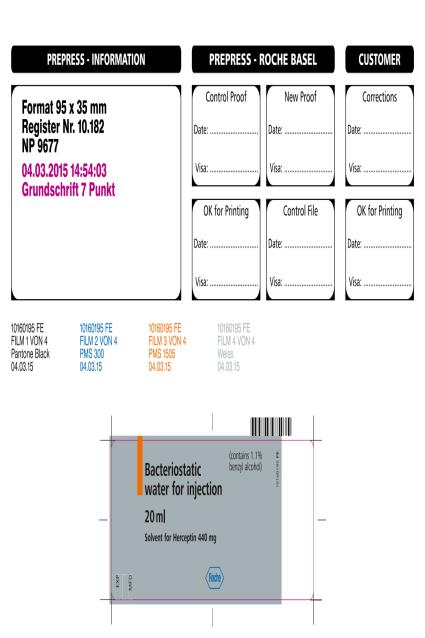 PREPRESS - INFORMATION
PREPRESS - ROCHE BASEL
CUSTOMER
Format 95 x 35 mm
Register Nr. 10.182
NP 9677
04.03.2015 14:54:03
Grundschrift 7 Punkt
Control Proof
Date: ........................
Visa: ........................
New Proof
Date: ........................
Visa: ........................
Corrections
Date: ........................
Visa: ........................
OK for Printing
Date: ........................
Visa: ........................
Control File
Date: ........................
Visa: ........................
OK for Printing
Date: ........................
Visa: ........................
10160195 FE
FILM 1 VON 4
Pantone Black
04.03.15
10160195 FE
FILM 2 VON 4
PMS 300
04.03.15
10160195 FE
FILM 3 VON 4
PMS 1505
04.03.15
10160195 FE
FILM 4 VON 4
Weiss
04.03.15
Bacteriostatic
water for injection
(contains 1.1%
benzyl alcohol)
10160195 FE
20 ml
Solvent for Herceptin 440 mg
EXP
MFD
Roche